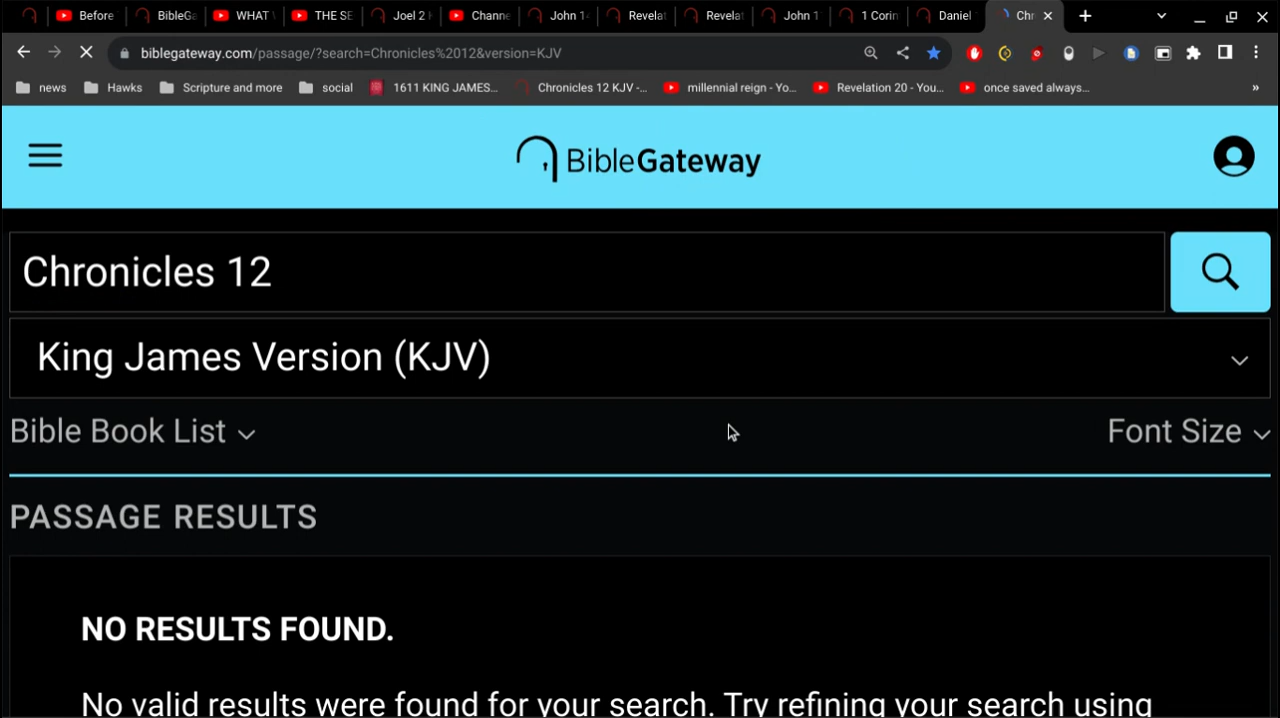 Before
BibleGa
WHAT
THE SE
Joel 2
Channe
John 1
Revelat
Revelat
John 1
1 Corin
Daniel
Chr
biblegateway.com/passage/?search=Chronicles%2012&version=KJV
news
Hawks
Scripture and more
social
1611 KING JAMES...
Chronicles 12 KJV -...
millennial reign - Yo...
Revelation 20 - You...
once saved always...
»
BibleGateway
Chronicles 12
King James Version (KJV)
Bible Book List
Font Size
PASSAGE RESULTS
NO RESULTS FOUND.
No valid results were found for your search. Try refining your search using